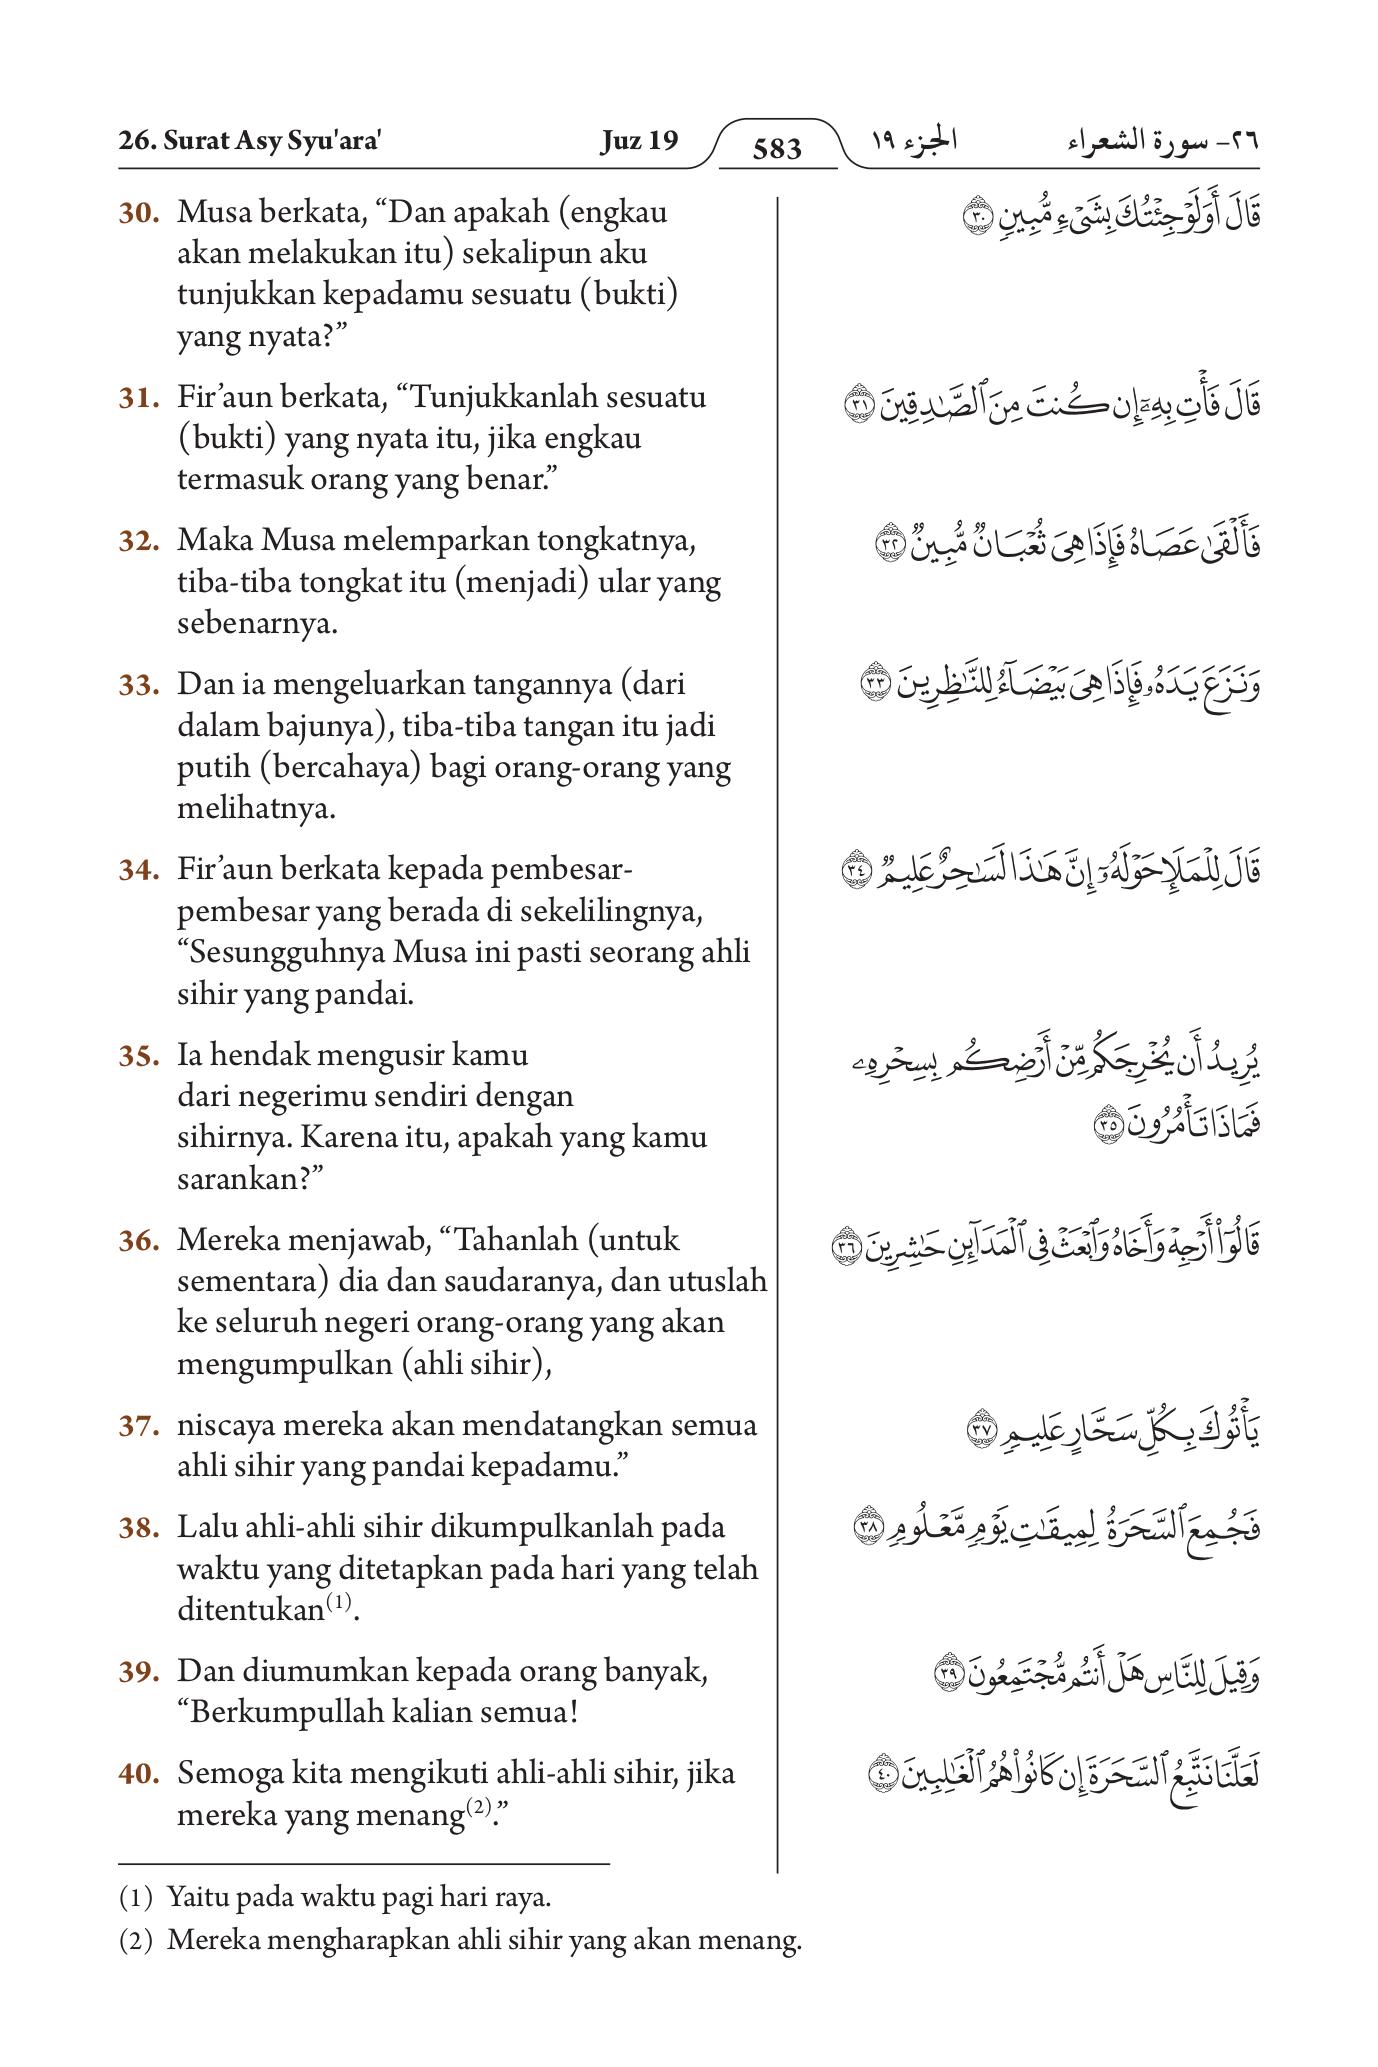 26. Surat Asy Syu'ara' Juz 19 583 الجزء ١٩ ٢٦- سورة الشعراء
30. Musa berkata, “Dan apakah (engkau
akan melakukan itu) sekalipun aku
tunjukkan kepadamu sesuatu (bukti)
yang nyata?”
قَالَ أَوَلَوۡ جِئۡتُكَ بِشَىۡءٖ مُّبِينٖ ٣٠
31. Fir’aun berkata, “Tunjukkanlah sesuatu
(bukti) yang nyata itu, jika engkau
termasuk orang yang benar.”
قَالَ فَأۡتِ بِهِۦٓ إِن كُنتَ مِنَ ٱلصَّٰدِقِينَ ٣١
32. Maka Musa melemparkan tongkatnya,
tiba-tiba tongkat itu (menjadi) ular yang
sebenarnya.
فَأَلۡقَىٰ عَصَاهُ فَإِذَا هِىَ ثُعۡبَانٞ مُّبِينٞ ٣٢
33. Dan ia mengeluarkan tangannya (dari
dalam bajunya), tiba-tiba tangan itu jadi
putih (bercahaya) bagi orang-orang yang
melihatnya.
وَنَزَعَ يَدَهُۥ فَإِذَا هِىَ بَيۡضَآءُ لِلنَّٰظِرِينَ ٣٣
34. Fir’aun berkata kepada pembesar-
pembesar yang berada di sekelilingnya,
“Sesungguhnya Musa ini pasti seorang ahli
sihir yang pandai.
قَالَ لِلۡمَلَإِ حَوۡلَهُۥٓ إِنَّ هَٰذَا لَسَٰحِرٌ عَلِيمٞ ٣٤
35. Ia hendak mengusir kamu
dari negerimu sendiri dengan
sihirnya. Karena itu, apakah yang kamu
sarankan?”
يُرِيدُ أَن يُخۡرِجَكُم مِّنۡ أَرۡضِكُم بِسِحۡرِهِۦ
فَمَاذَا تَأۡمُرُونَ ٣٥
36. Mereka menjawab, “Tahanlah (untuk
sementara) dia dan saudaranya, dan utuslah
ke seluruh negeri orang-orang yang akan
mengumpulkan (ahli sihir),
قَالُوٓاْ أَرۡجِهۡ وَأَخَاهُ وَٱبۡعَثۡ فِى ٱلۡمَدَآئِنِ حَٰشِرِينَ ٣٦
37. niscaya mereka akan mendatangkan semua
ahli sihir yang pandai kepadamu.”
يَأۡتُوكَ بِكُلِّ سَحَّارٍ عَلِيمٖ ٣٧
38. Lalu ahli-ahli sihir dikumpulkanlah pada
waktu yang ditetapkan pada hari yang telah
ditentukan(1).
فَجُمِعَ ٱلسَّحَرَةُ لِمِيقَٰتِ يَوۡمٖ مَّعۡلُومٖ ٣٨
39. Dan diumumkan kepada orang banyak,
“Berkumpullah kalian semua!
وَقِيلَ لِلنَّاسِ هَلۡ أَنتُم مُّجۡتَمِعُونَ ٣٩
40. Semoga kita mengikuti ahli-ahli sihir, jika
mereka yang menang(2).”
لَعَلَّنَا نَتَّبِعُ ٱلسَّحَرَةَ إِن كَانُواْ هُمُ ٱلۡغَٰلِبِينَ ٤٠
(1) Yaitu pada waktu pagi hari raya.
(2) Mereka mengharapkan ahli sihir yang akan menang.